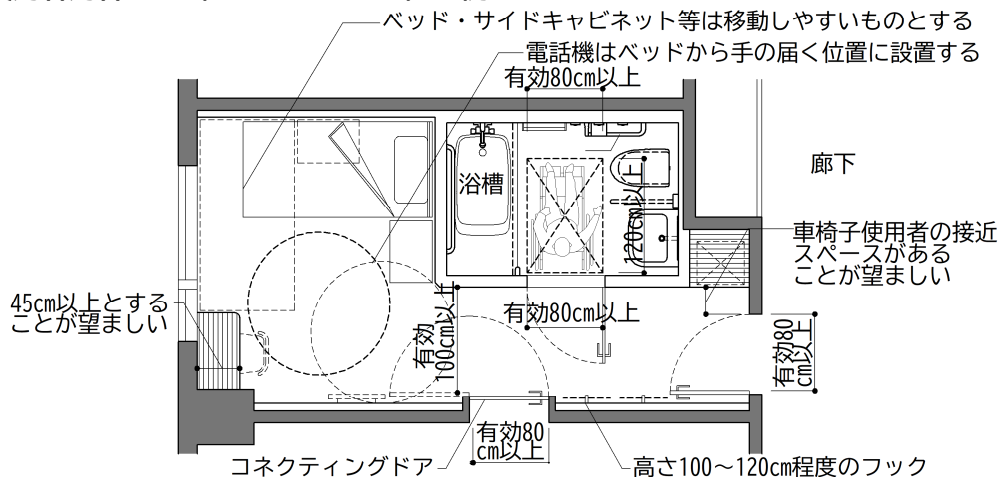 ベッド・サイドキャビネット等は移動しやすいものとする
電話機はベッドから手の届く位置に設置する
有効80cm以上
廊下
浴槽
120cm以上
車椅子使用者の接近
スペースがある
ことが望ましい
45cm以上とする
ことが望ましい
有効
100cm以上
有効80cm以上
有効80
cm以上
有効80
cm以上
コネクティングドア
高さ100～120cm程度のフック